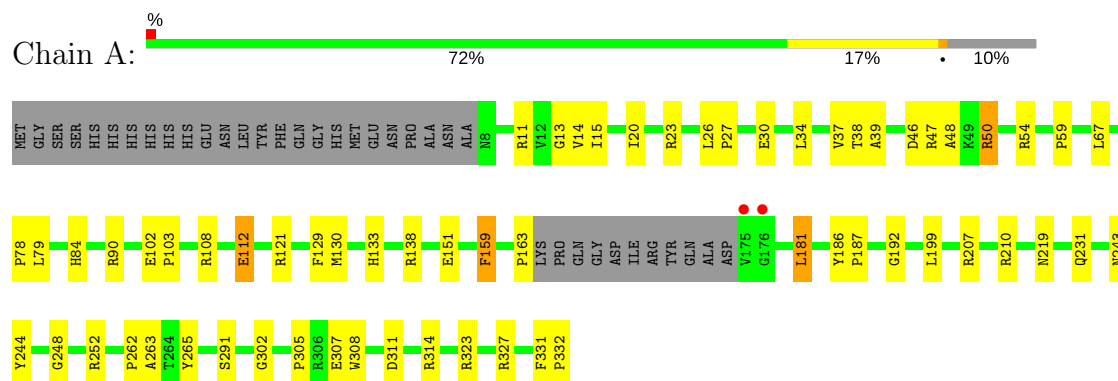 %
Chain A:
72% 17% • 10%
MET GLY SER SER HIS HIS HIS HIS HIS HIS GLU ASN LEU TYR PHE GLN GLY HIS MET GLU ASN PRO ALA ASN ALA N8 R11 V12 G13 V14 I15 I20 R23 L26 P27 E30 L34 V37 T38 A39 D46 R47 A48 K49 R50 R54 P59 L67
P78 L79 H84 R90 E102 P103 R108 E112 R121 F129 M130 H133 R138 E151 F159 P163 LYS PRO GLN GLY GLY ASP ILE ARG TYR GLN ALA ASP V175 G176 L181 Y186 P187 G192 L199 R207 R210 N219 Q231 N243
Y244 G248 R252 P262 A263 T264 Y265 S291 G302 P305 R306 E307 W308 D311 R314 R323 R327 F331 P332